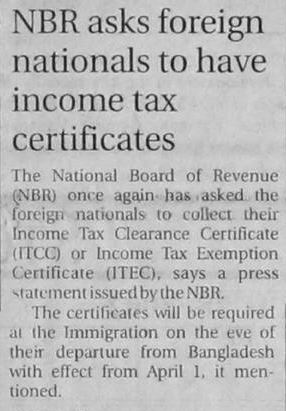 NBR asks foreign
nationals to have
income tax
certificates
The National Board of Revenue
(NBR) once again has asked the
foreign nationals to collect their
Income Tax Clearance Certificate
(ITCC) or Income Tax Exemption
Certificate (ITEC), says a press
statement issued by the NBR.
The certificates will be required
at the Immigration on the eve of
their departure from Bangladesh
with effect from April 1, it men-
tioned.